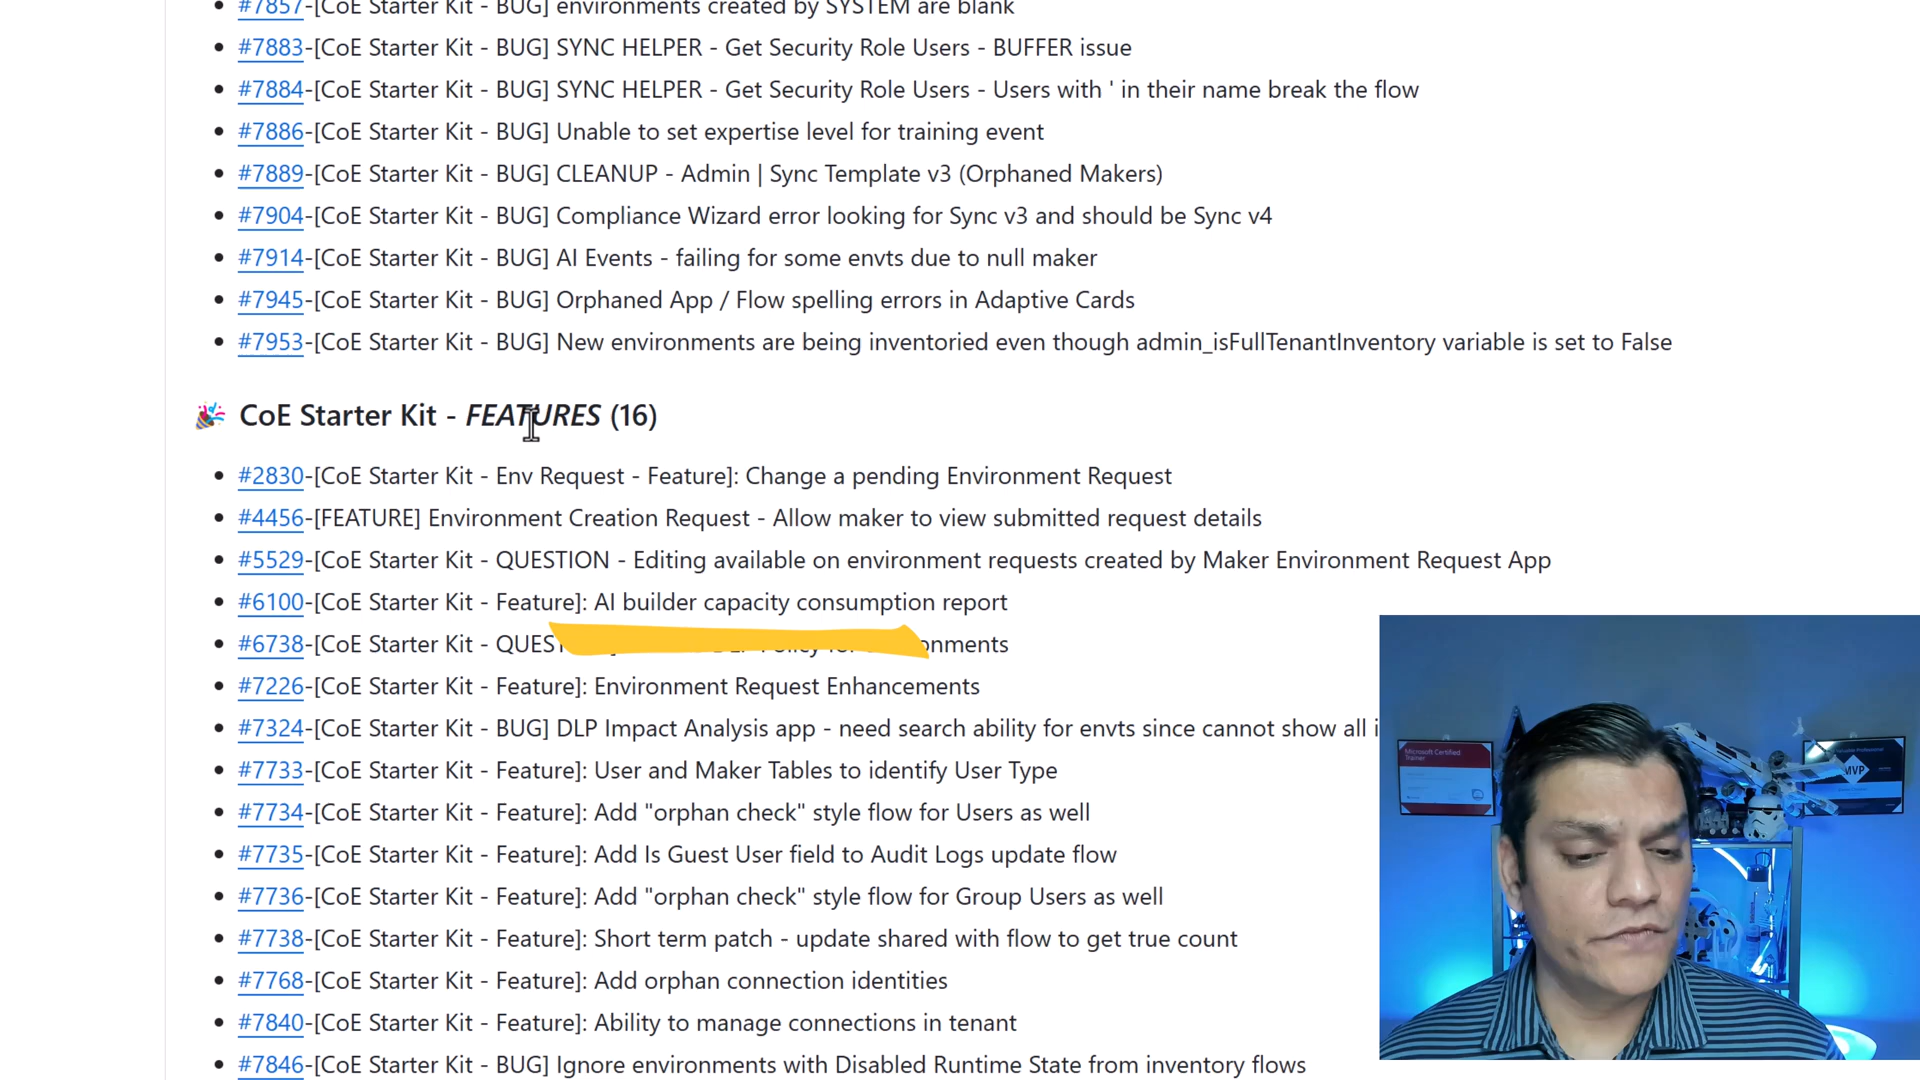 #7857-[CoE Starter Kit - BUG] environments created by SYSTEM are blank
#7883-[CoE Starter Kit - BUG] SYNC HELPER - Get Security Role Users - BUFFER issue
#7884-[CoE Starter Kit - BUG] SYNC HELPER - Get Security Role Users - Users with ' in their name break the flow
#7886-[CoE Starter Kit - BUG] Unable to set expertise level for training event
#7889-[CoE Starter Kit - BUG] CLEANUP - Admin | Sync Template v3 (Orphaned Makers)
#7904-[CoE Starter Kit - BUG] Compliance Wizard error looking for Sync v3 and should be Sync v4
#7914-[CoE Starter Kit - BUG] AI Events - failing for some envts due to null maker
#7945-[CoE Starter Kit - BUG] Orphaned App / Flow spelling errors in Adaptive Cards
#7953-[CoE Starter Kit - BUG] New environments are being inventoried even though admin_isFullTenantInventory variable is set to False
🎉 CoE Starter Kit - FEATURES (16)
#2830-[CoE Starter Kit - Env Request - Feature]: Change a pending Environment Request
#4456-[FEATURE] Environment Creation Request - Allow maker to view submitted request details
#5529-[CoE Starter Kit - QUESTION - Editing available on environment requests created by Maker Environment Request App
#6100-[CoE Starter Kit - Feature]: AI builder capacity consumption report
#6738-[CoE Starter Kit - QUEST
#7226-[CoE Starter Kit - Feature]: Environment Request Enhancements
#7324-[CoE Starter Kit - BUG] DLP Impact Analysis app - need search ability for envts since cannot show all i
#7733-[CoE Starter Kit - Feature]: User and Maker Tables to identify User Type
#7734-[CoE Starter Kit - Feature]: Add "orphan check" style flow for Users as well
#7735-[CoE Starter Kit - Feature]: Add Is Guest User field to Audit Logs update flow
#7736-[CoE Starter Kit - Feature]: Add "orphan check" style flow for Group Users as well
#7738-[CoE Starter Kit - Feature]: Short term patch - update shared with flow to get true count
#7768-[CoE Starter Kit - Feature]: Add orphan connection identities
#7840-[CoE Starter Kit - Feature]: Ability to manage connections in tenant
#7846-[CoE Starter Kit - BUG] Ignore environments with Disabled Runtime State from inventory flows
Microsoft Certified
Trainer
MVP